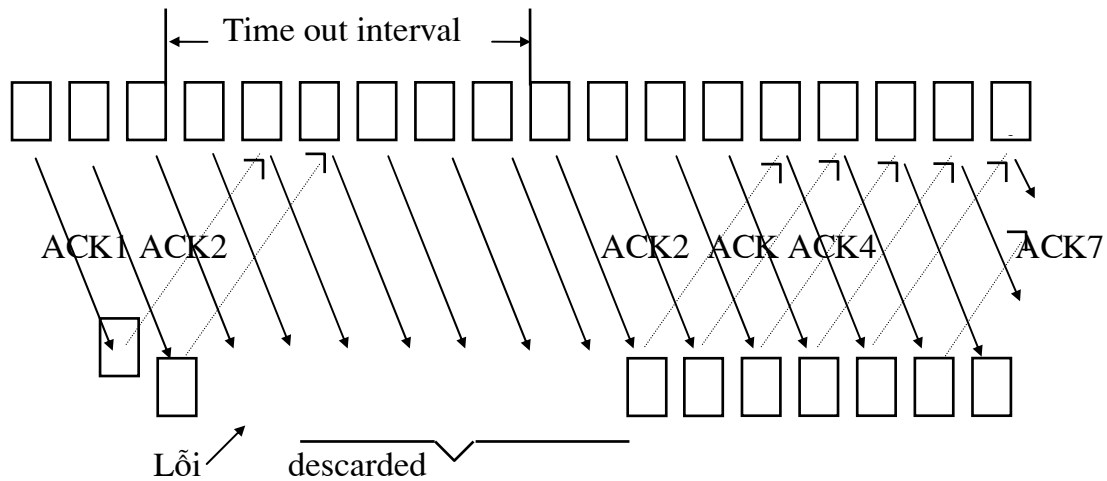 Time out interval
ACK1 ACK2 ACK2 ACK ACK4 ACK7
Lỗi descarded